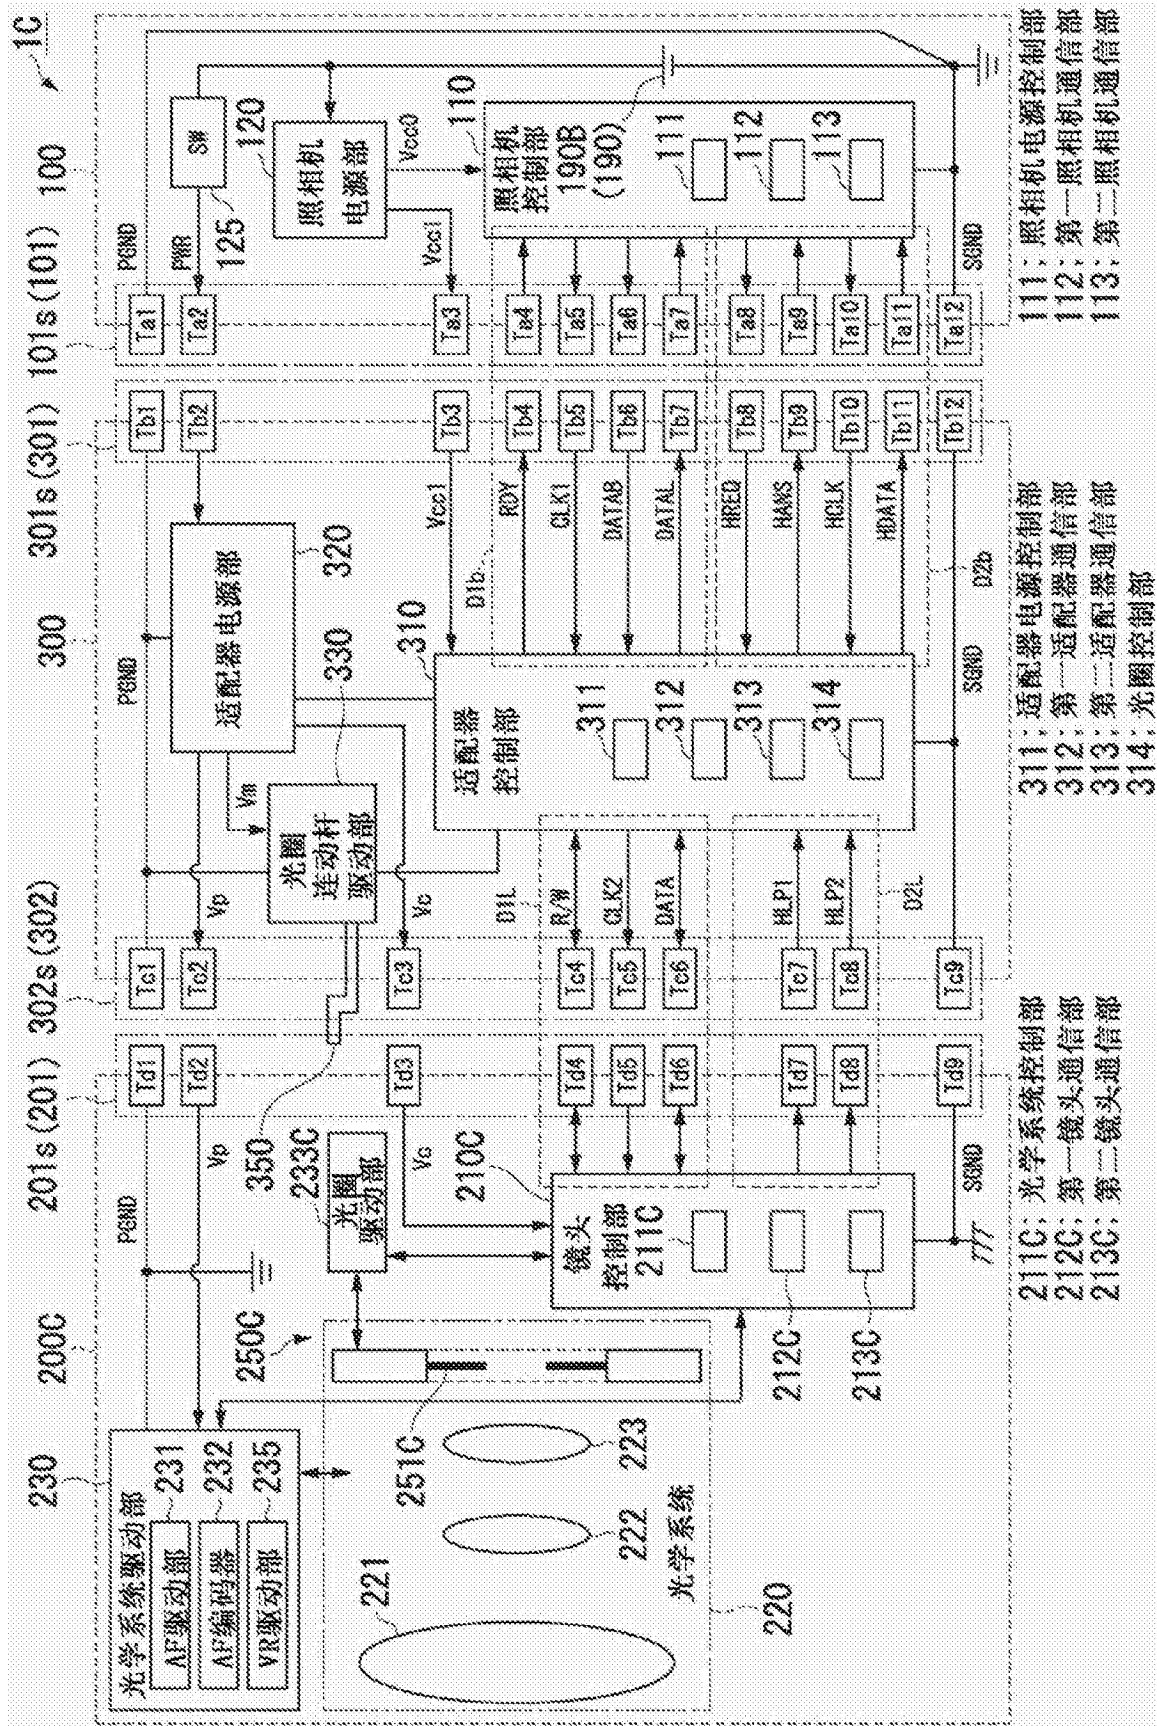 1C
200C
201s(201)
302s(302)
300
301s(301)
101s(101)
100
230
光学系统驱动部
AF驱动部
231
AF编码器
232
VR驱动部
235
PGND
Td1
Tc1
PGND
Tb1
Ta1
PGND
Vp
Td2
Tc2
Vp
Tb2
Ta2
PWR
SW
125
适配器电源部
320
Vm
光圈
连动杆
驱动部
330
350
照相机
电源部
120
Vcc0
Vcc1
250C
光圈
驱动部
233C
251C
Vc
Td3
Tc3
Vc
Vcc1
Tb3
Ta3
221
222
223
光学系统
220
镜头
控制部
210C
211C
212C
213C
D1L
Td4
Tc4
R/W
Td5
Tc5
CLK2
Td6
Tc6
DATA
Td7
Tc7
HLP1
Td8
Tc8
HLP2
D2L
适配器
控制部
310
311
312
313
314
D1b
RDY
Tb4
Ta4
CLK1
Tb5
Ta5
DATAB
Tb6
Ta6
DATAL
Tb7
Ta7
HREQ
Tb8
Ta8
HANS
Tb9
Ta9
HCLK
Tb10
Ta10
HDATA
Tb11
Ta11
D2b
照相机
控制部
110
190B
(190)
111
112
113
SGND
Td9
Tc9
SGND
Tb12
Ta12
SGND
211C；光学系统控制部
212C；第一镜头通信部
213C；第二镜头通信部
311；适配器电源控制部
312；第一适配器通信部
313；第二适配器通信部
314；光圈控制部
111；照相机电源控制部
112；第一照相机通信部
113；第二照相机通信部